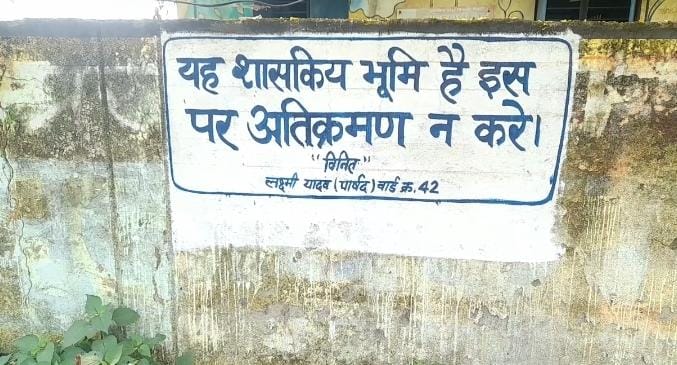 यह शासकिय भूमि है इस
पर अतिक्रमण न करे।
"विनित"
लक्ष्मी यादव (पार्षद) वार्ड क्र. 42